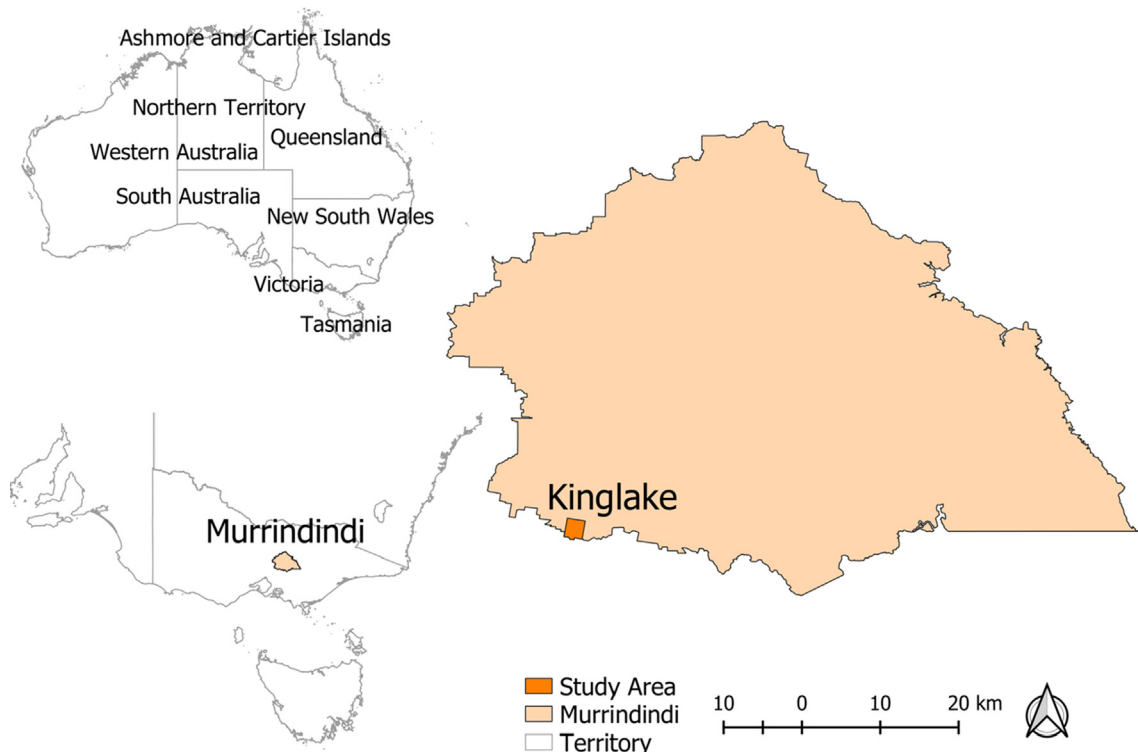 Ashmore and Cartier Islands
Northern Territory
Queensland
Western Australia
South Australia
New South Wales
Victoria
Tasmania
Murrindindi
Kinglake
Study Area
Murrindindi
Territory
10 0 10 20 km